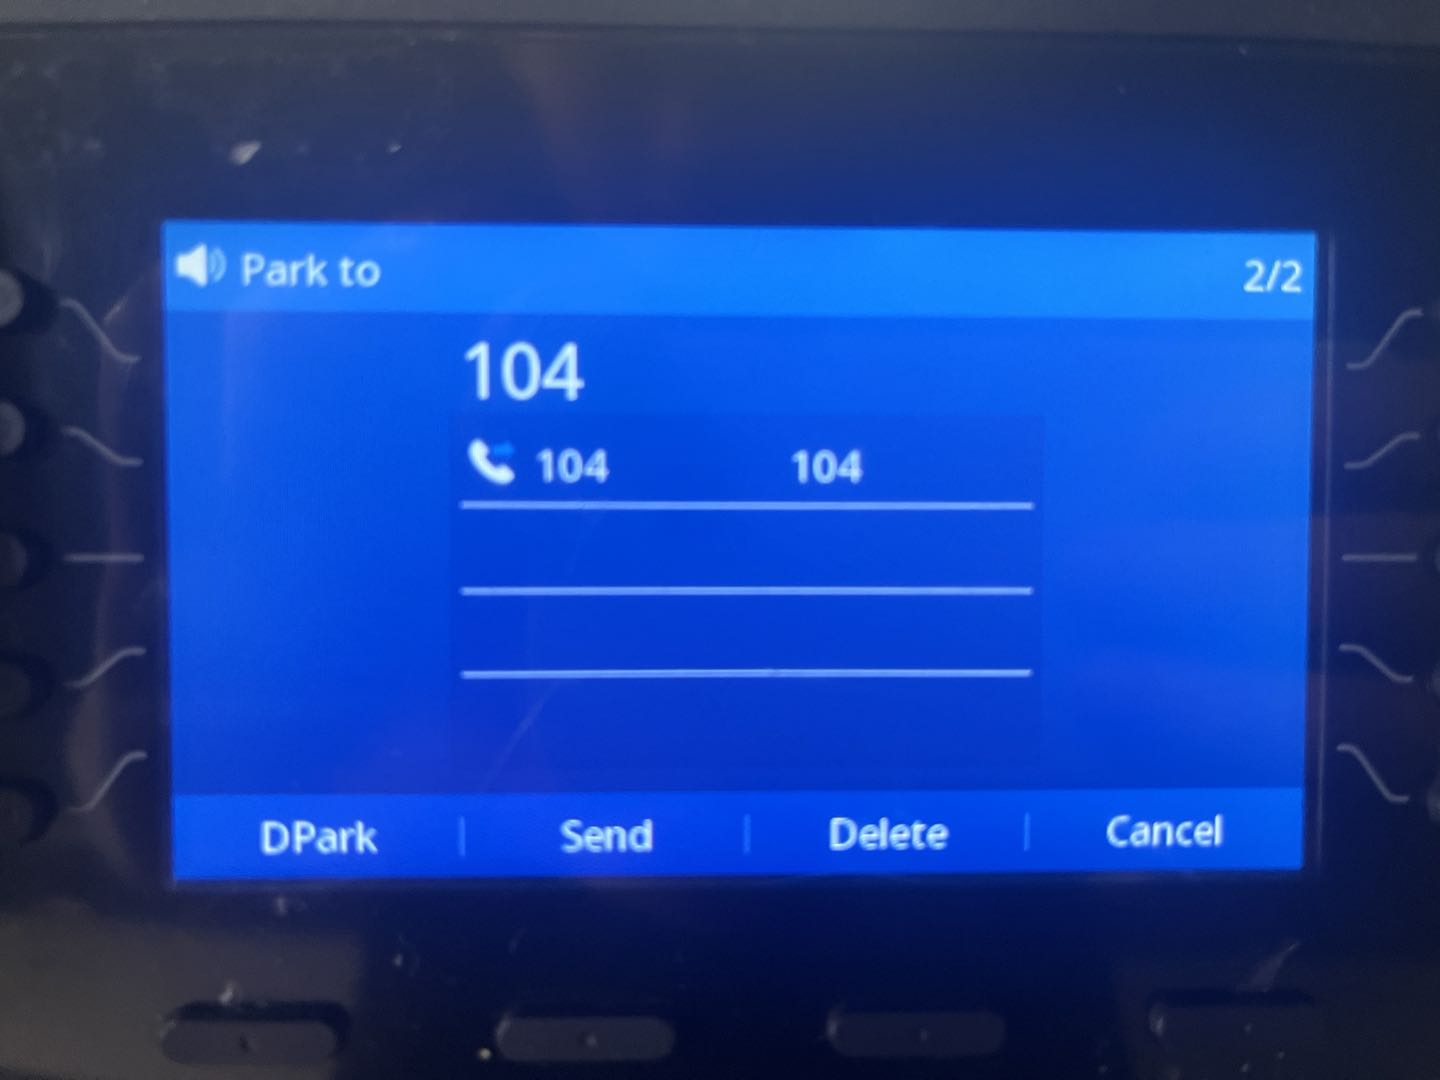 Park to 2/2
104
104 104
DPark Send Delete Cancel